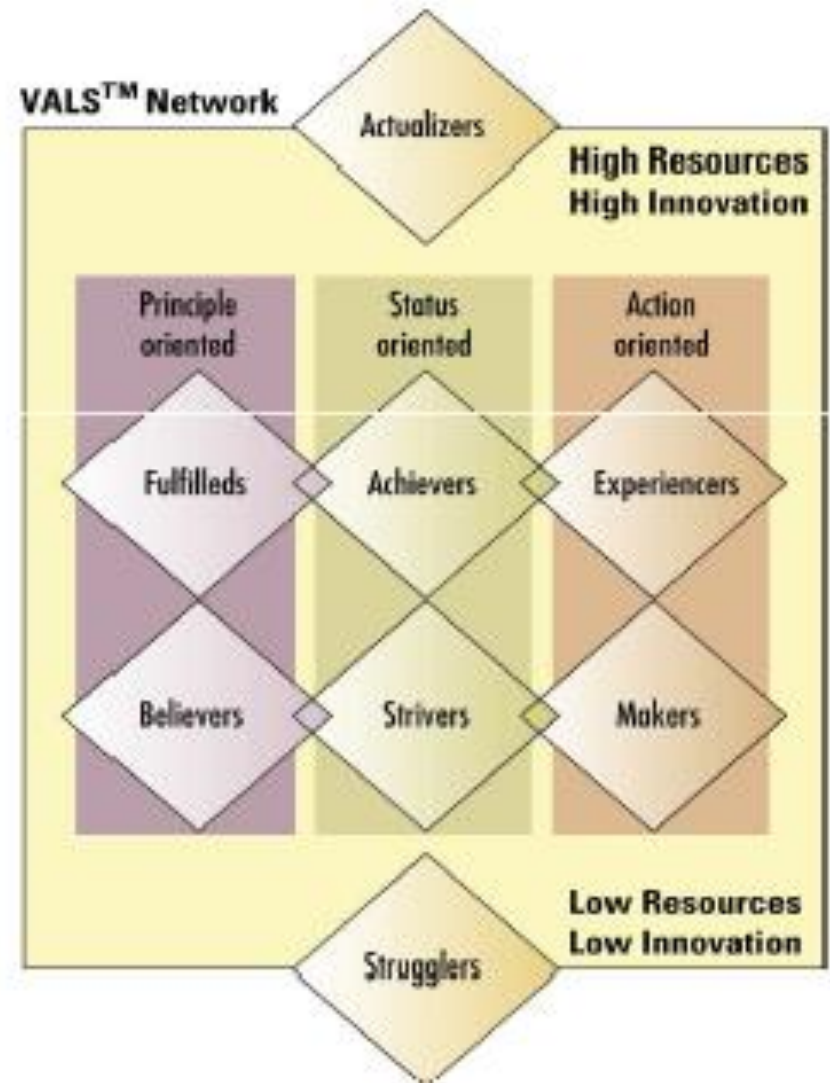 VALS™ Network
Actualizers
High Resources
High Innovation
Principle
oriented
Status
oriented
Action
oriented
Fulfilleds
Achievers
Experiencers
Believers
Strivers
Makers
Low Resources
Low Innovation
Strugglers